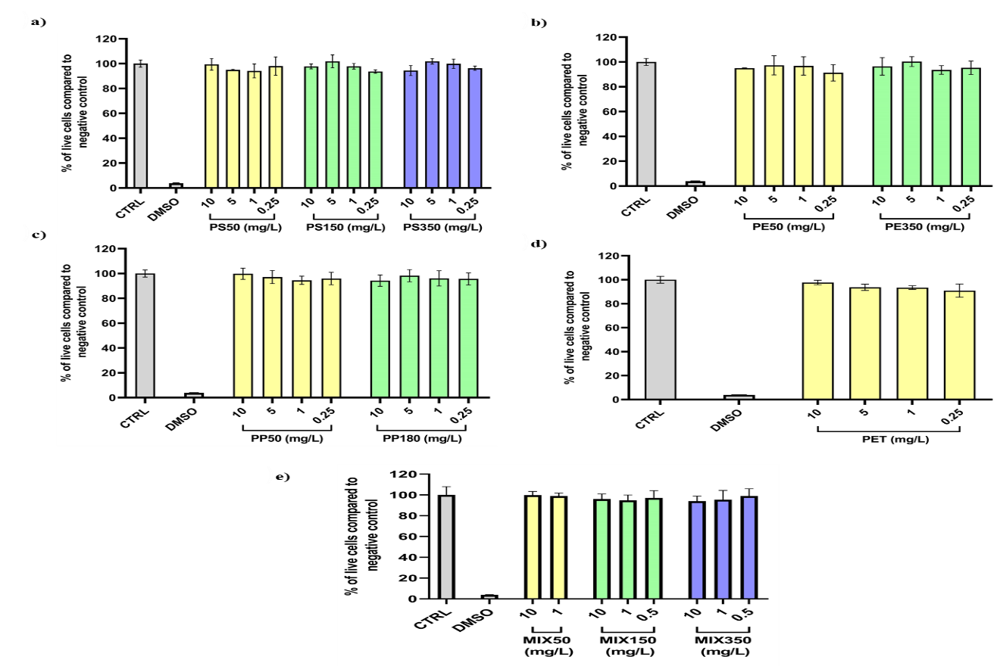 a)
% of live cells compared to
negative control
120
100
80
60
40
20
0
CTRL
DMSO
10
5
1
0.25
10
5
1
0.25
10
5
1
0.25
PS50 (mg/L)
PS150 (mg/L)
PS350 (mg/L)
b)
% of live cells compared to
negative control
120
100
80
60
40
20
0
CTRL
DMSO
10
5
1
0.25
10
5
1
0.25
PE50 (mg/L)
PE350 (mg/L)
c)
% of live cells compared to
negative control
120
100
80
60
40
20
0
CTRL
DMSO
10
5
1
0.25
10
5
1
0.25
PP50 (mg/L)
PP180 (mg/L)
d)
% of live cells compared to
negative control
120
100
80
60
40
20
0
CTRL
DMSO
10
5
1
0.25
PET (mg/L)
e)
% of live cells compared to
negative control
120
100
80
60
40
20
0
CTRL
DMSO
10
1
10
1
0.5
10
1
0.5
MIX50
(mg/L)
MIX150
(mg/L)
MIX350
(mg/L)